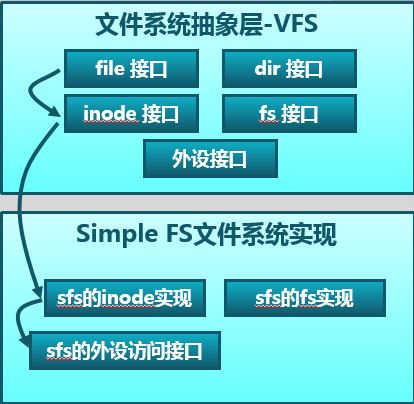 文件系统抽象层-VFS
file 接口
dir 接口
inode 接口
fs 接口
外设接口
Simple FS文件系统实现
sfs的inode实现
sfs的fs实现
sfs的外设访问接口